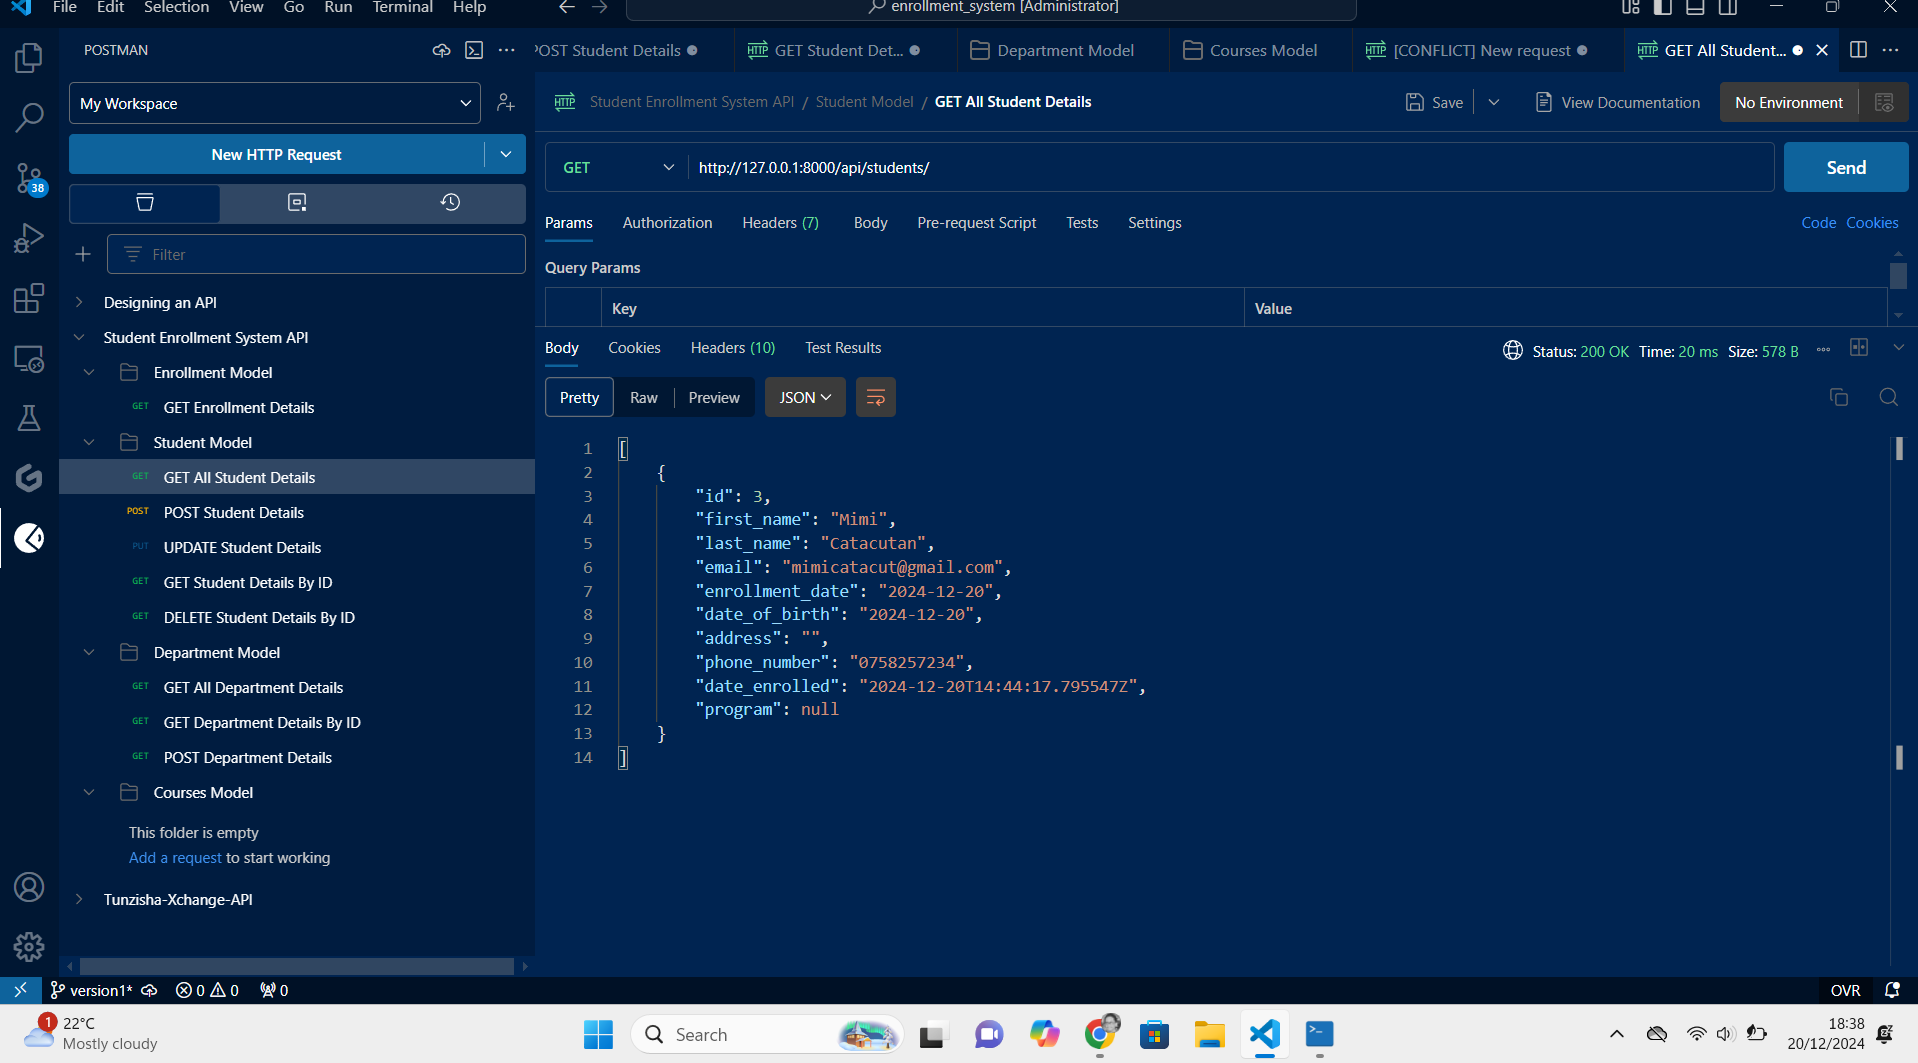 File Edit Selection View Go Run Terminal Help
enrollment_system [Administrator]
POSTMAN
POST Student Details
GET Student Det...
Department Model
Courses Model
[CONFLICT] New request
GET All Student...
My Workspace
Student Enrollment System API / Student Model / GET All Student Details
Save
View Documentation
No Environment
New HTTP Request
GET
http://127.0.0.1:8000/api/students/
Send
38
Params Authorization Headers (7) Body Pre-request Script Tests Settings
Code Cookies
Filter
Query Params
Key Value
Designing an API
Student Enrollment System API
Enrollment Model
GET GET Enrollment Details
Student Model
GET GET All Student Details
POST POST Student Details
PUT UPDATE Student Details
GET GET Student Details By ID
GET DELETE Student Details By ID
Department Model
GET GET All Department Details
GET GET Department Details By ID
GET POST Department Details
Courses Model
This folder is empty
Add a request to start working
Tunzisha-Xchange-API
Body Cookies Headers (10) Test Results
Status: 200 OK Time: 20 ms Size: 578 B
Pretty Raw Preview JSON
1 [
2 {
3 "id": 3,
4 "first_name": "Mimi",
5 "last_name": "Catacutan",
6 "email": "mimicatacut@gmail.com",
7 "enrollment_date": "2024-12-20",
8 "date_of_birth": "2024-12-20",
9 "address": "",
10 "phone_number": "0758257234",
11 "date_enrolled": "2024-12-20T14:44:17.795547Z",
12 "program": null
13 }
14 ]
version1* 0 0 0
OVR
1
22°C
Mostly cloudy
Search
18:38
20/12/2024